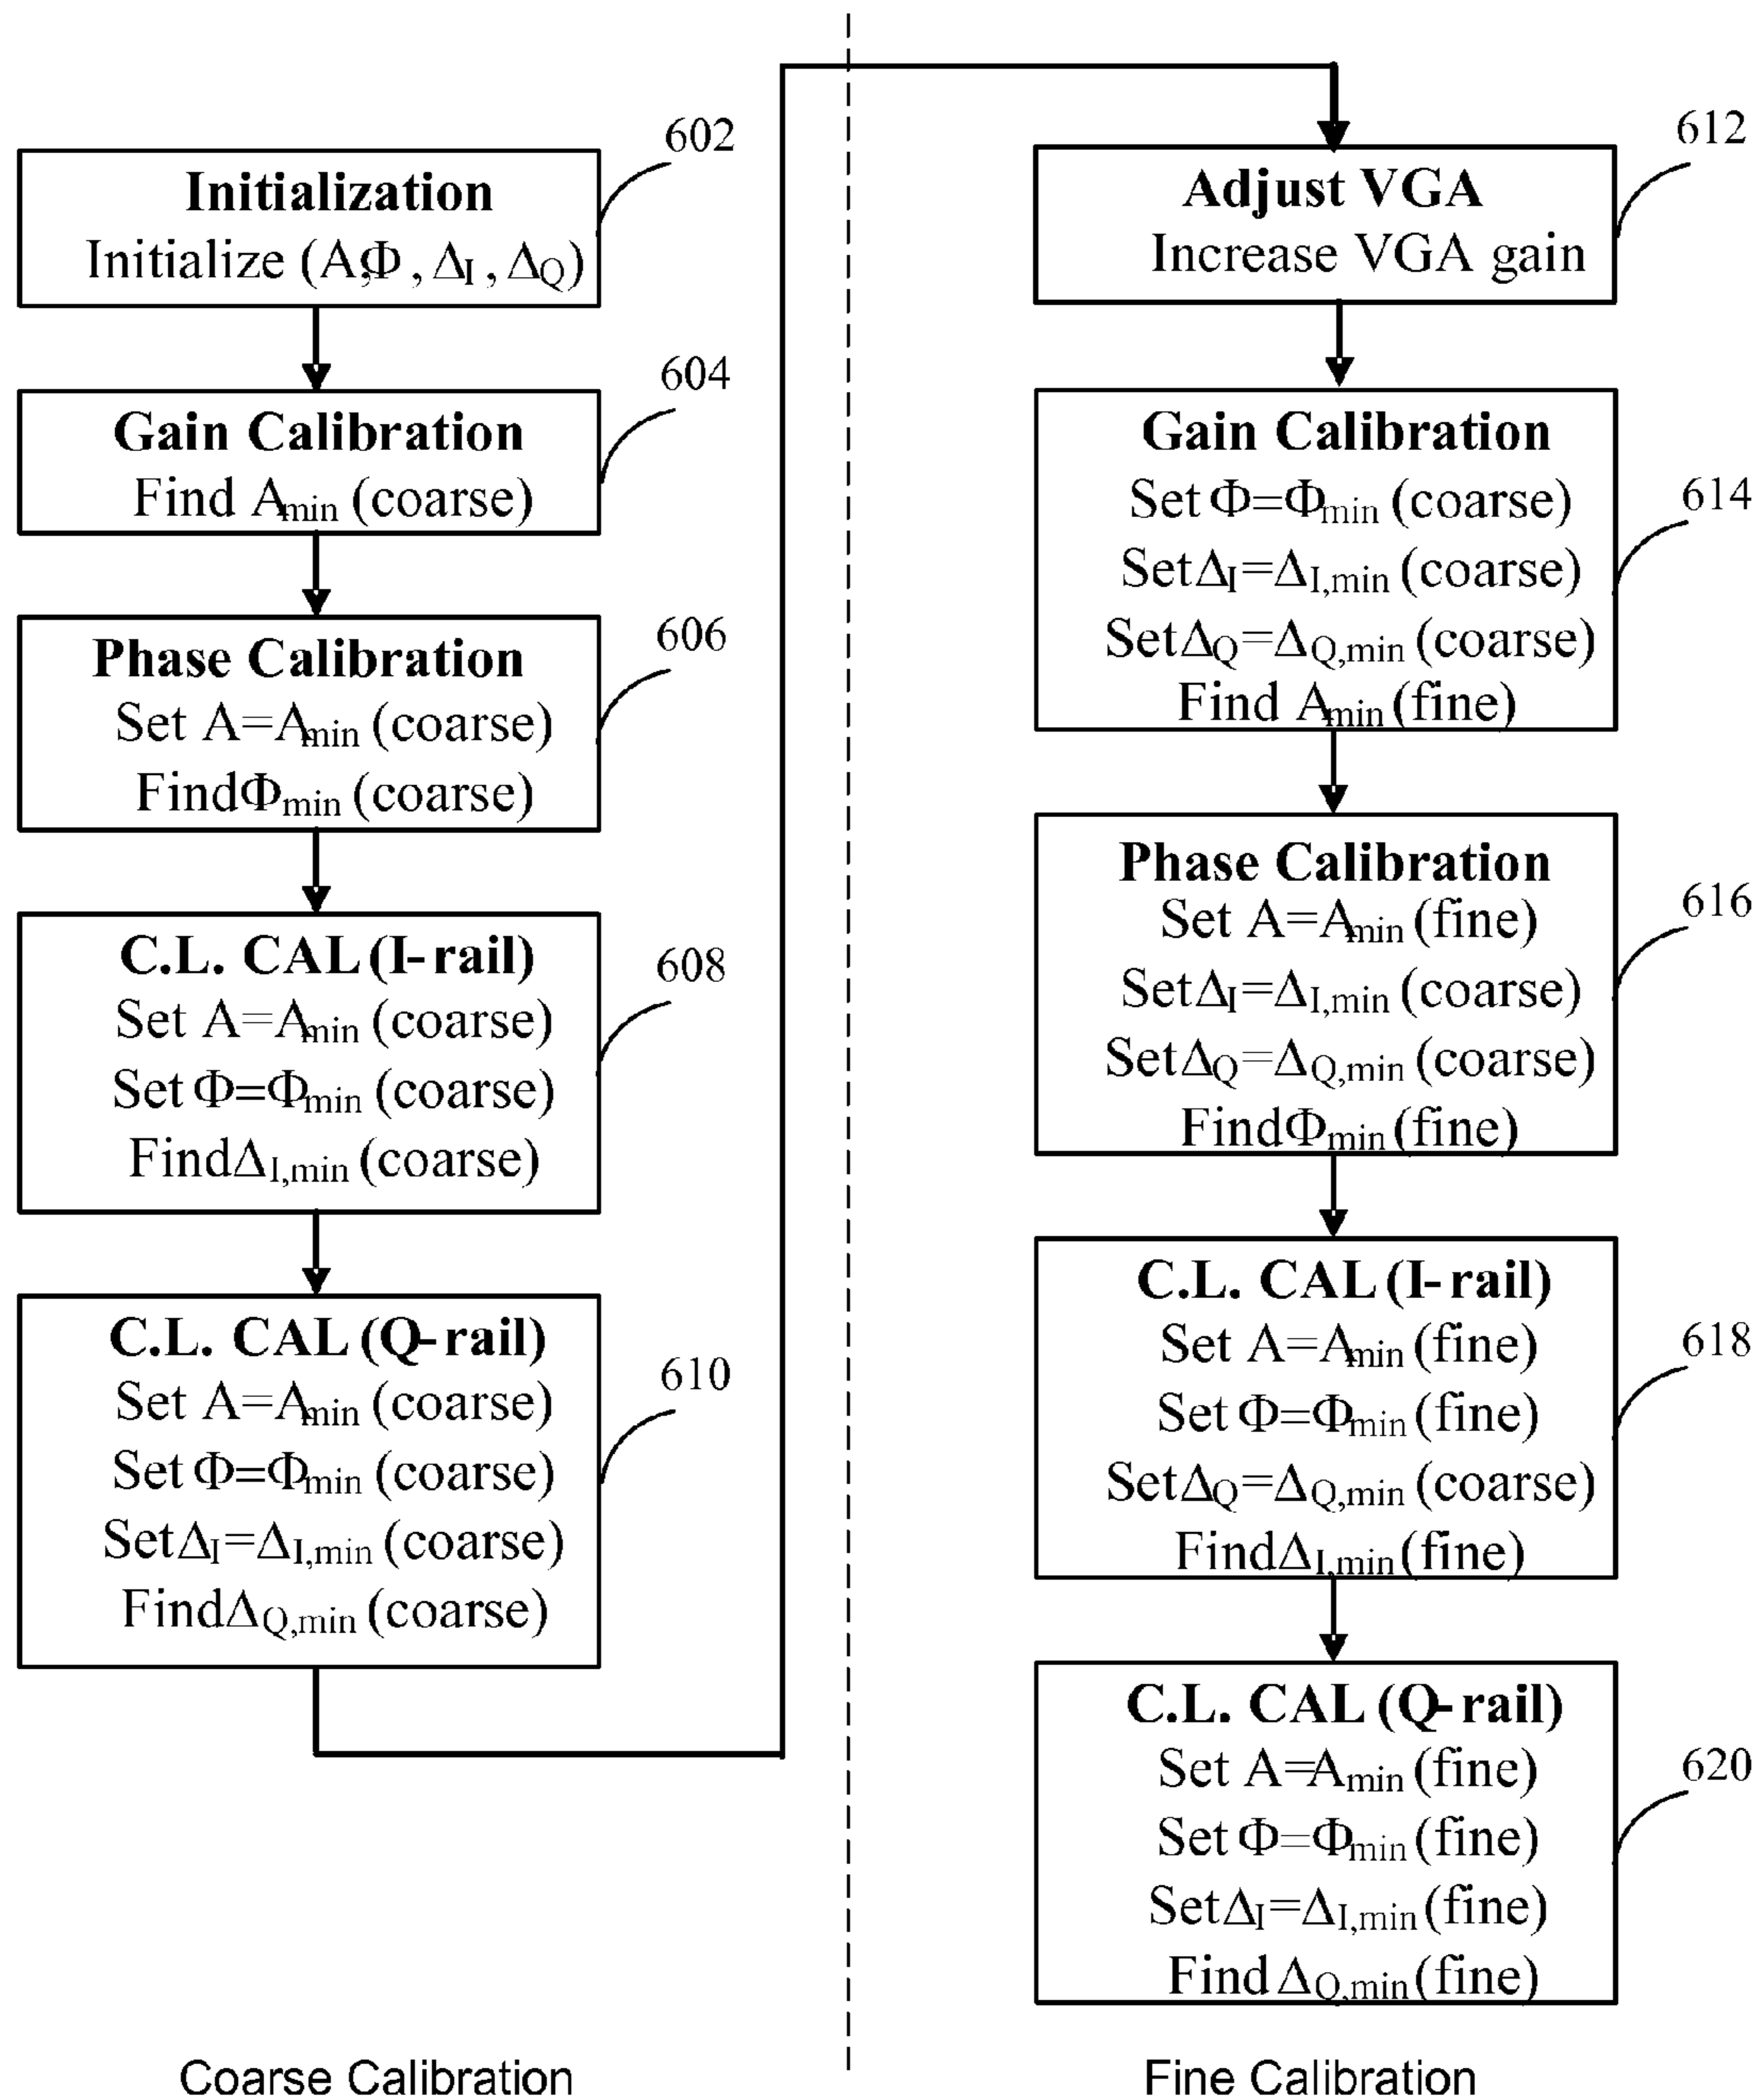 602
Initialization
Initialize (A,Φ, ΔI, ΔQ)
604
Gain Calibration
Find Amin (coarse)
606
Phase Calibration
Set A=Amin (coarse)
FindΦmin (coarse)
608
C.L. CAL (I-rail)
Set A=Amin (coarse)
Set Φ=Φmin (coarse)
FindΔI,min (coarse)
610
C.L. CAL (Q-rail)
Set A=Amin (coarse)
Set Φ=Φmin (coarse)
SetΔI=ΔI,min (coarse)
FindΔQ,min (coarse)
Coarse Calibration
612
Adjust VGA
Increase VGA gain
614
Gain Calibration
Set Φ=Φmin (coarse)
SetΔI=ΔI,min (coarse)
SetΔQ=ΔQ,min (coarse)
Find Amin (fine)
616
Phase Calibration
Set A=Amin (fine)
SetΔI=ΔI,min (coarse)
SetΔQ=ΔQ,min (coarse)
FindΦmin (fine)
618
C.L. CAL (I-rail)
Set A=Amin (fine)
Set Φ=Φmin (fine)
SetΔQ=ΔQ,min (coarse)
FindΔI,min (fine)
620
C.L. CAL (Q-rail)
Set A=Amin (fine)
Set Φ=Φmin (fine)
SetΔI=ΔI,min (fine)
Find ΔQ,min (fine)
Fine Calibration